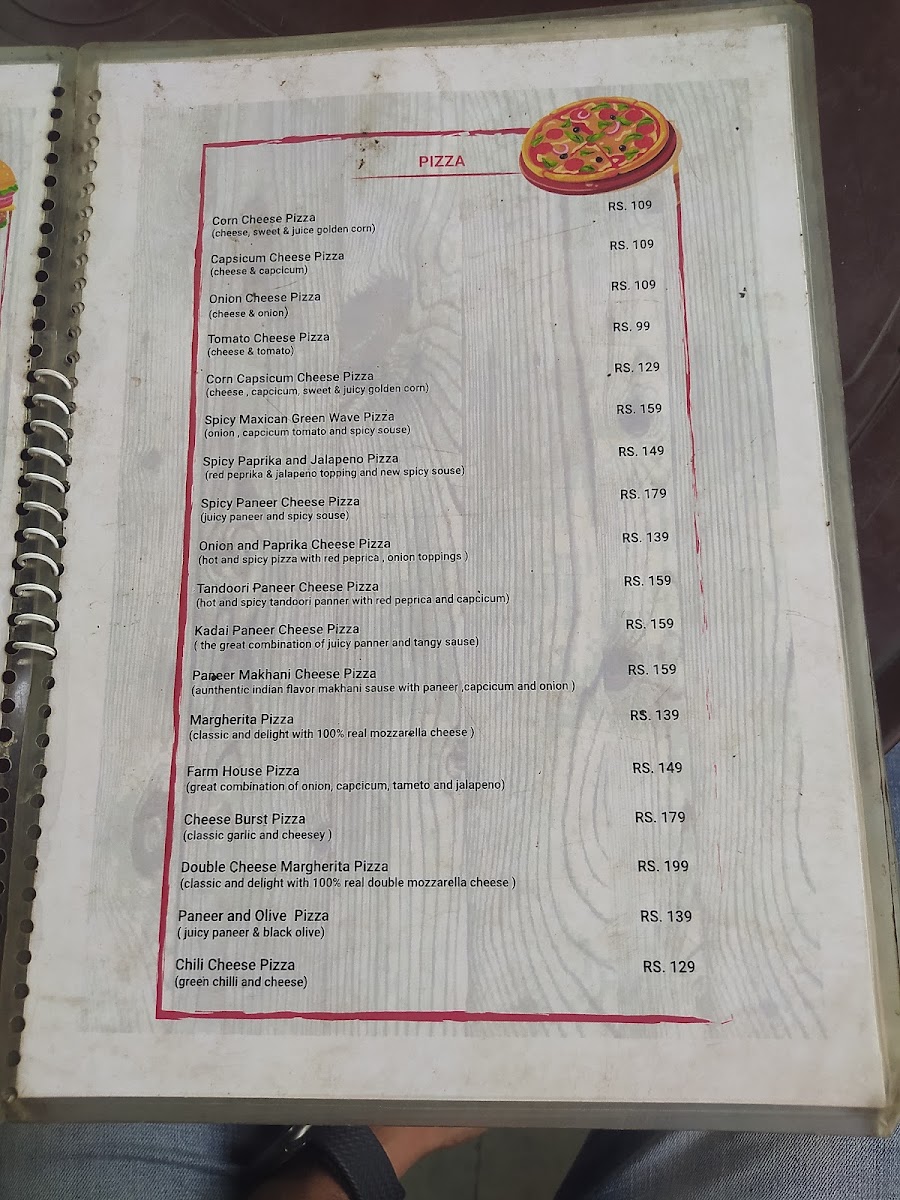 PIZZA
Corn Cheese Pizza RS. 109
(cheese, sweet & juice golden corn)
Capsicum Cheese Pizza RS. 109
(cheese & capcicum)
Onion Cheese Pizza RS. 109
(cheese & onion)
Tomato Cheese Pizza RS. 99
(cheese & tomato)
Corn Capsicum Cheese Pizza RS. 129
(cheese , capcicum, sweet & juicy golden corn)
Spicy Maxican Green Wave Pizza RS. 159
(onion , capcicum tomato and spicy souse)
Spicy Paprika and Jalapeno Pizza RS. 149
(red peprika & jalapeno topping and new spicy souse)
Spicy Paneer Cheese Pizza RS. 179
(juicy paneer and spicy souse)
Onion and Paprika Cheese Pizza RS. 139
(hot and spicy pizza with red peprica , onion toppings )
Tandoori Paneer Cheese Pizza RS. 159
(hot and spicy tandoori panner with red peprica and capcicum)
Kadai Paneer Cheese Pizza RS. 159
( the great combination of juicy panner and tangy sause)
Paneer Makhani Cheese Pizza RS. 159
(aunthentic indian flavor makhani sause with paneer ,capcicum and onion )
Margherita Pizza RS. 139
(classic and delight with 100% real mozzarella cheese )
Farm House Pizza RS. 149
(great combination of onion, capcicum, tameto and jalapeno)
Cheese Burst Pizza RS. 179
(classic garlic and cheesey )
Double Cheese Margherita Pizza RS. 199
(classic and delight with 100% real double mozzarella cheese )
Paneer and Olive Pizza RS. 139
( juicy paneer & black olive)
Chili Cheese Pizza RS. 129
(green chilli and cheese)